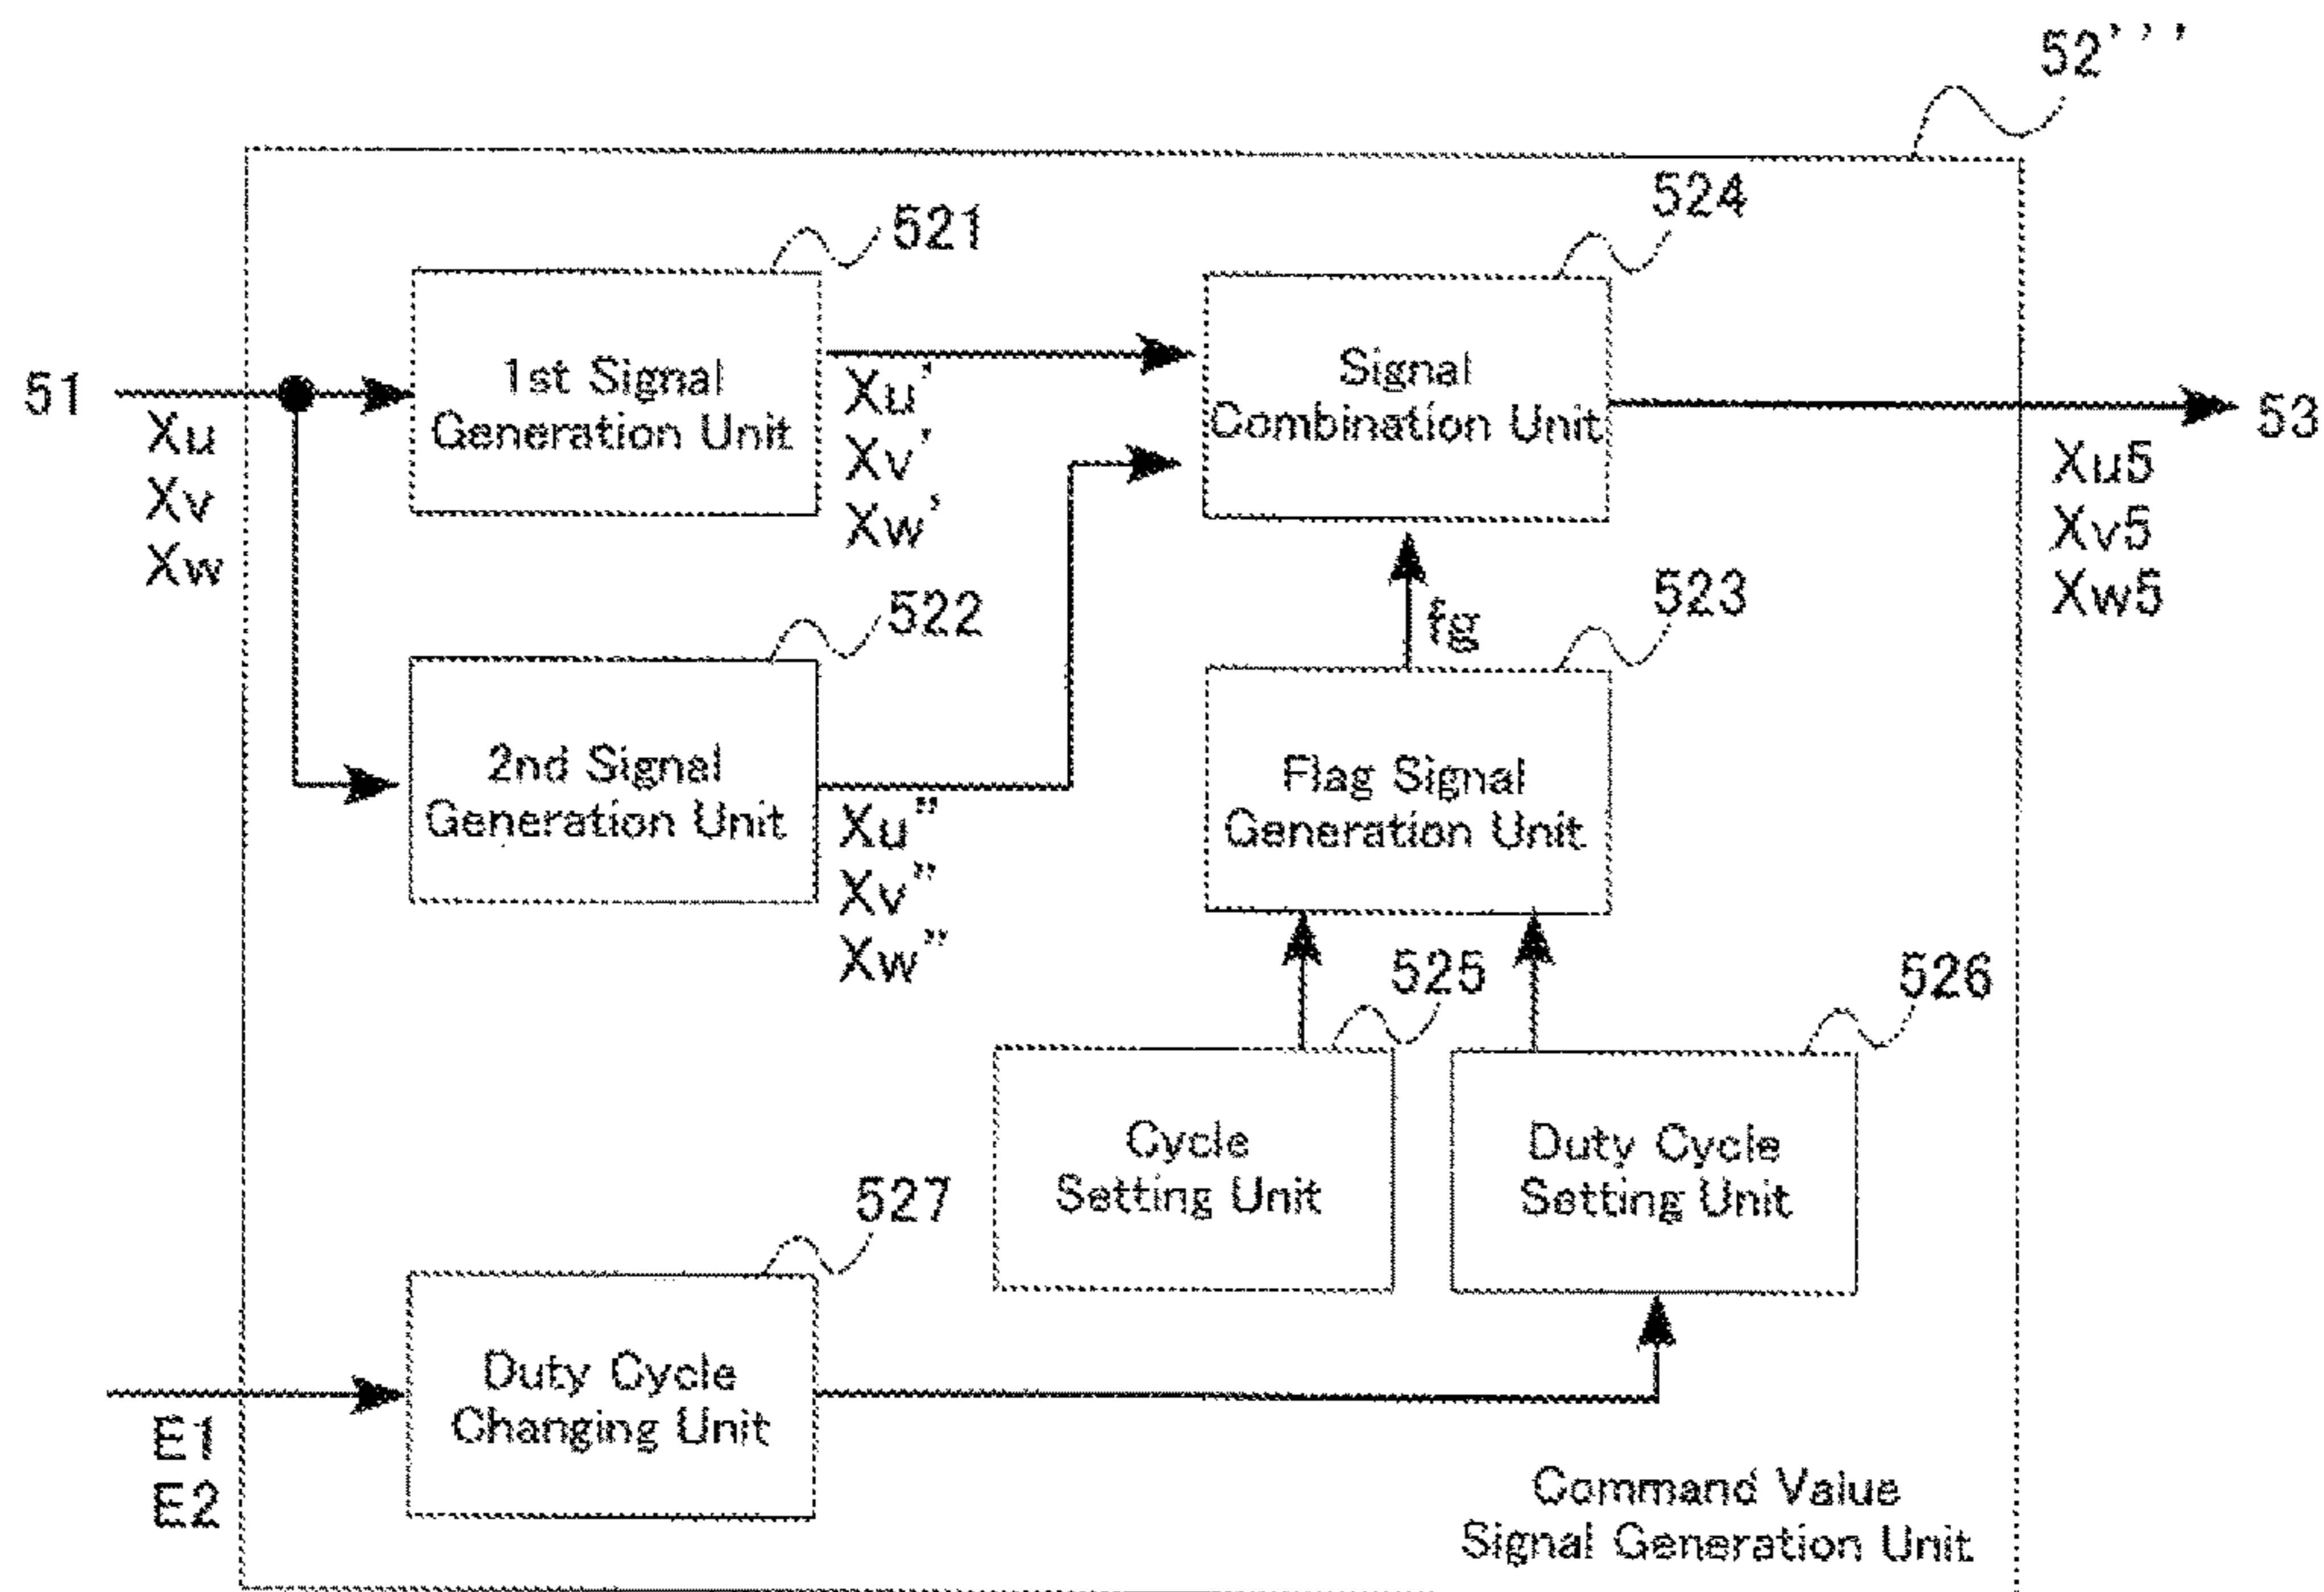 52'''
521
524
1st Signal
Generation Unit
Signal
Combination Unit
51
Xu
Xv
Xw
Xu'
Xv'
Xw'
53
Xu5
Xv5
Xw5
522
fg
523
2nd Signal
Generation Unit
Xu"
Xv"
Xw"
Flag Signal
Generation Unit
525
526
Cycle
Setting Unit
Duty Cycle
Setting Unit
527
Duty Cycle
Changing Unit
E1
E2
Command Value
Signal Generation Unit